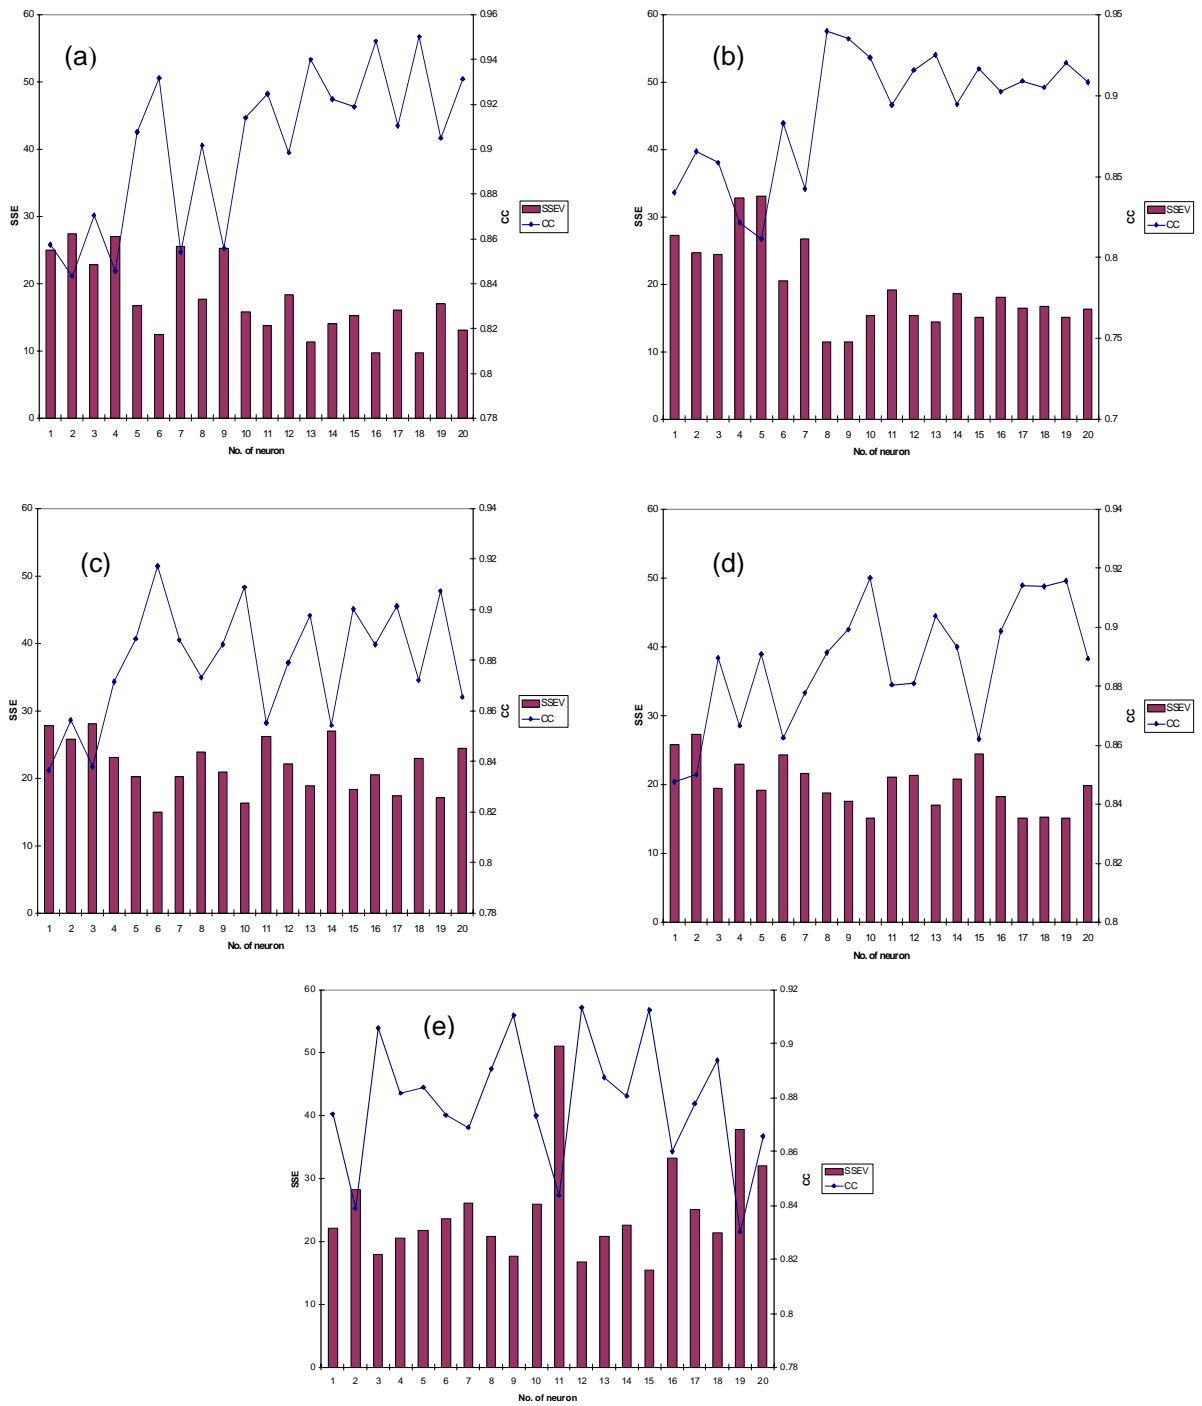 (a)
60
50
40
30
20
10
0
SSE
0.96
0.94
0.92
0.9
0.88
0.86
0.84
0.82
0.8
0.78
CC
1 2 3 4 5 6 7 8 9 10 11 12 13 14 15 16 17 18 19 20
No. of neuron
SSEV
CC
(b)
60
50
40
30
20
10
0
SSE
0.95
0.9
0.85
0.8
0.75
0.7
CC
1 2 3 4 5 6 7 8 9 10 11 12 13 14 15 16 17 18 19 20
No. of neuron
SSEV
CC
(c)
60
50
40
30
20
10
0
SSE
0.94
0.92
0.9
0.88
0.86
0.84
0.82
0.8
0.78
CC
1 2 3 4 5 6 7 8 9 10 11 12 13 14 15 16 17 18 19 20
No. of neuron
SSEV
CC
(d)
60
50
40
30
20
10
0
SSE
0.94
0.92
0.9
0.88
0.86
0.84
0.82
0.8
CC
1 2 3 4 5 6 7 8 9 10 11 12 13 14 15 16 17 18 19 20
No. of neuron
SSEV
CC
(e)
60
50
40
30
20
10
0
SSE
0.92
0.9
0.88
0.86
0.84
0.82
0.8
0.78
CC
1 2 3 4 5 6 7 8 9 10 11 12 13 14 15 16 17 18 19 20
No. of neuron
SSEV
CC